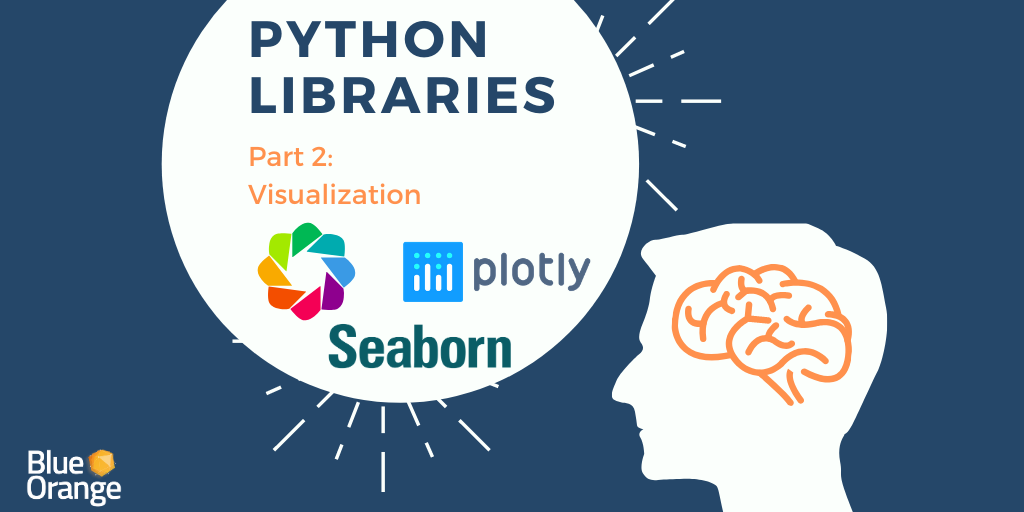 PYTHON
LIBRARIES
Part 2:
Visualization
plotly
Seaborn
Blue
Orange